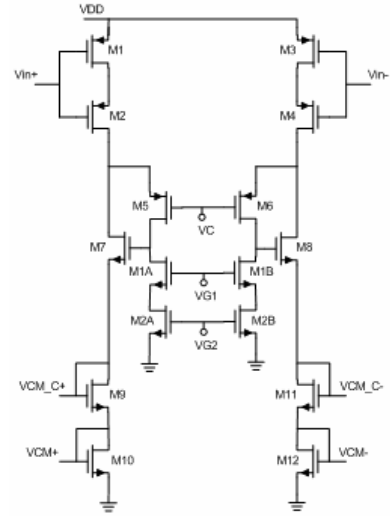 VDD
M1
M3
Vin+
Vin-
M2
M4
M5
M6
VC
M7
M8
M1A
M1B
VG1
M2A
M2B
VG2
VCM_C+
VCM_C-
M9
M11
VCM+
VCM-
M10
M12